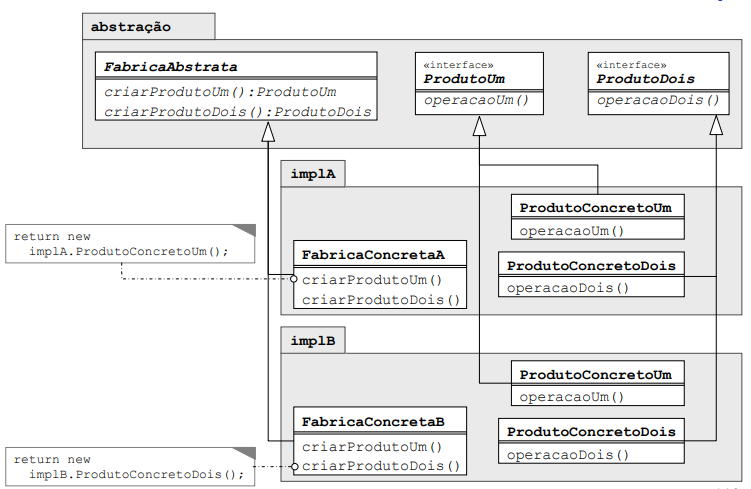 abstração
FabricaAbstrata
criarProdutoUm():ProdutoUm
criarProdutoDois():ProdutoDois
«interface»
ProdutoUm
operacaoUm()
«interface»
ProdutoDois
operacaoDois()
implA
ProdutoConcretoUm
operacaoUm()
return new
implA.ProdutoConcretoUm();
FabricaConcretaA
criarProdutoUm()
criarProdutoDois()
ProdutoConcretoDois
operacaoDois()
implB
ProdutoConcretoUm
operacaoUm()
FabricaConcretaB
criarProdutoUm()
criarProdutoDois()
ProdutoConcretoDois
operacaoDois()
return new
implB.ProdutoConcretoDois();